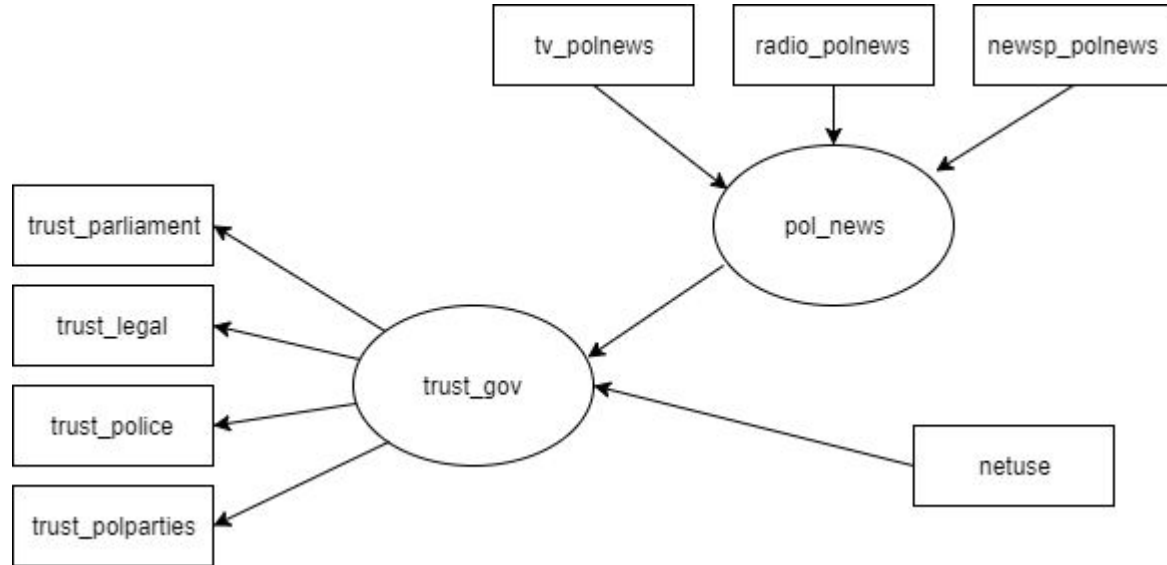 tv_polnews
radio_polnews
newsp_polnews
pol_news
trust_parliament
trust_legal
trust_gov
trust_police
netuse
trust_polparties